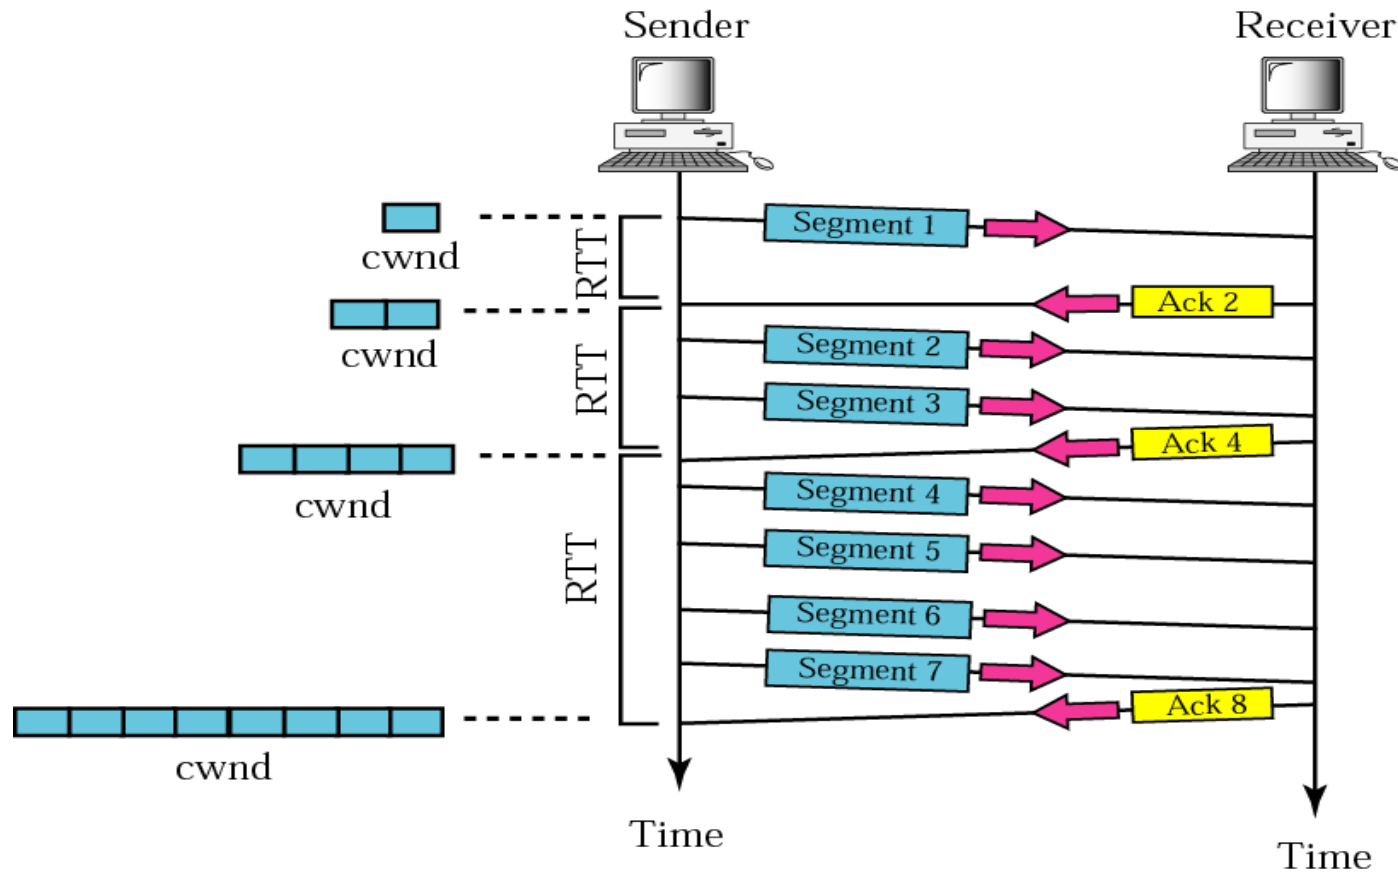 Sender
Receiver
Segment 1
cwnd
RTT
Ack 2
Segment 2
cwnd
RTT
Segment 3
Ack 4
Segment 4
cwnd
Segment 5
RTT
Segment 6
Segment 7
Ack 8
cwnd
Time
Time